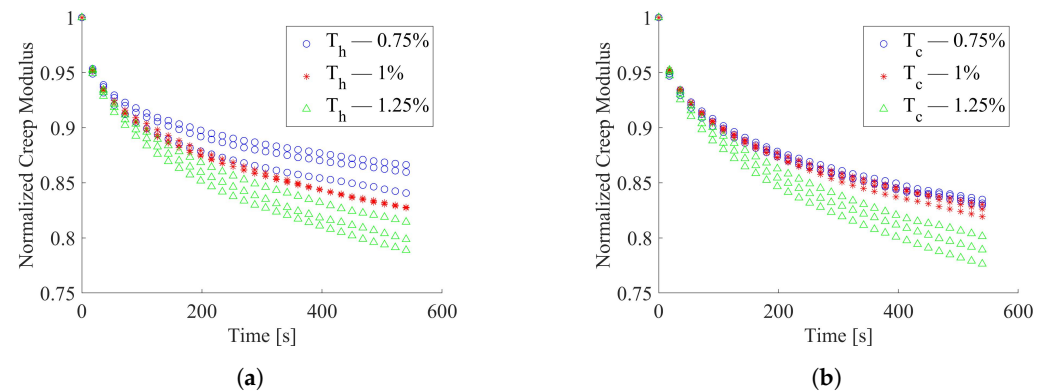 1
0.95
0.9
0.85
0.8
0.75
0
200
400
600
Normalized Creep Modulus
Time [s]
T_h — 0.75%
T_h — 1%
T_h — 1.25%
(a)
1
0.95
0.9
0.85
0.8
0.75
0
200
400
600
Normalized Creep Modulus
Time [s]
T_c — 0.75%
T_c — 1%
T_c — 1.25%
(b)